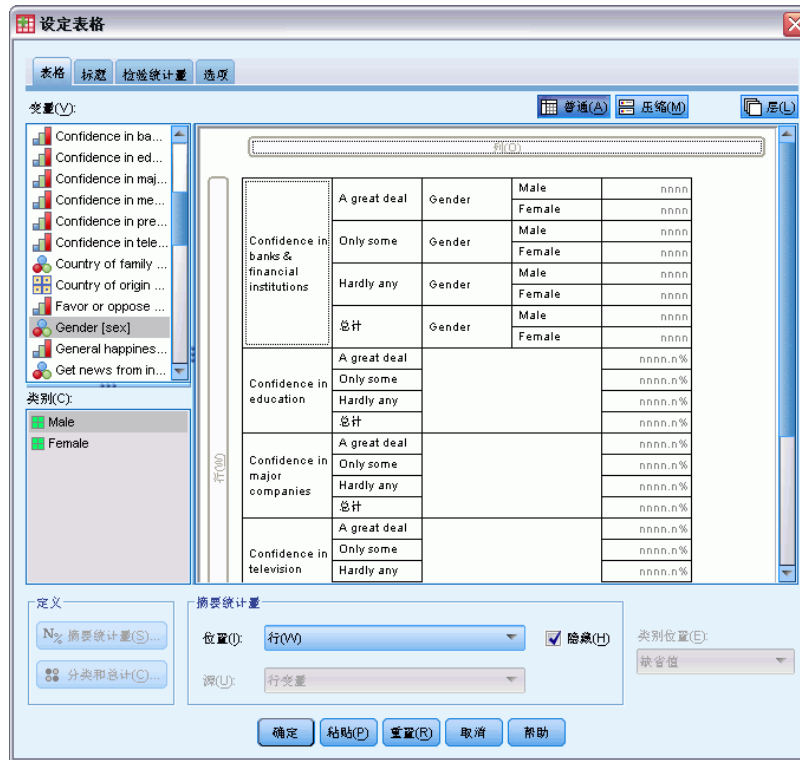 设定表格
表格 标题 检验统计量 选项
变量(V):
普通(A) 压缩(M) 层(L)
Confidence in ba...
Confidence in ed...
Confidence in maj...
Confidence in me...
Confidence in pre...
Confidence in tele...
Country of family ...
Country of origin ...
Favor or oppose ...
Gender [sex]
General happines...
Get news from in...
类别(C):
Male
Female
列(O)
行(W)
Confidence in banks & financial institutions
A great deal Gender Male nnnn
Female nnnn
Only some Gender Male nnnn
Female nnnn
Hardly any Gender Male nnnn
Female nnnn
总计 Gender Male nnnn
Female nnnn
Confidence in education
A great deal nnnn.n%
Only some nnnn.n%
Hardly any nnnn.n%
总计 nnnn.n%
Confidence in major companies
A great deal nnnn.n%
Only some nnnn.n%
Hardly any nnnn.n%
总计 nnnn.n%
Confidence in television
A great deal nnnn.n%
Only some nnnn.n%
Hardly any nnnn.n%
定义
N% 摘要统计量(S)...
分类和总计(C)...
摘要统计量
位置(I): 行(W) 隐藏(H)
源(U): 行变量
类别位置(E):
缺省值
确定 粘贴(P) 重置(R) 取消 帮助